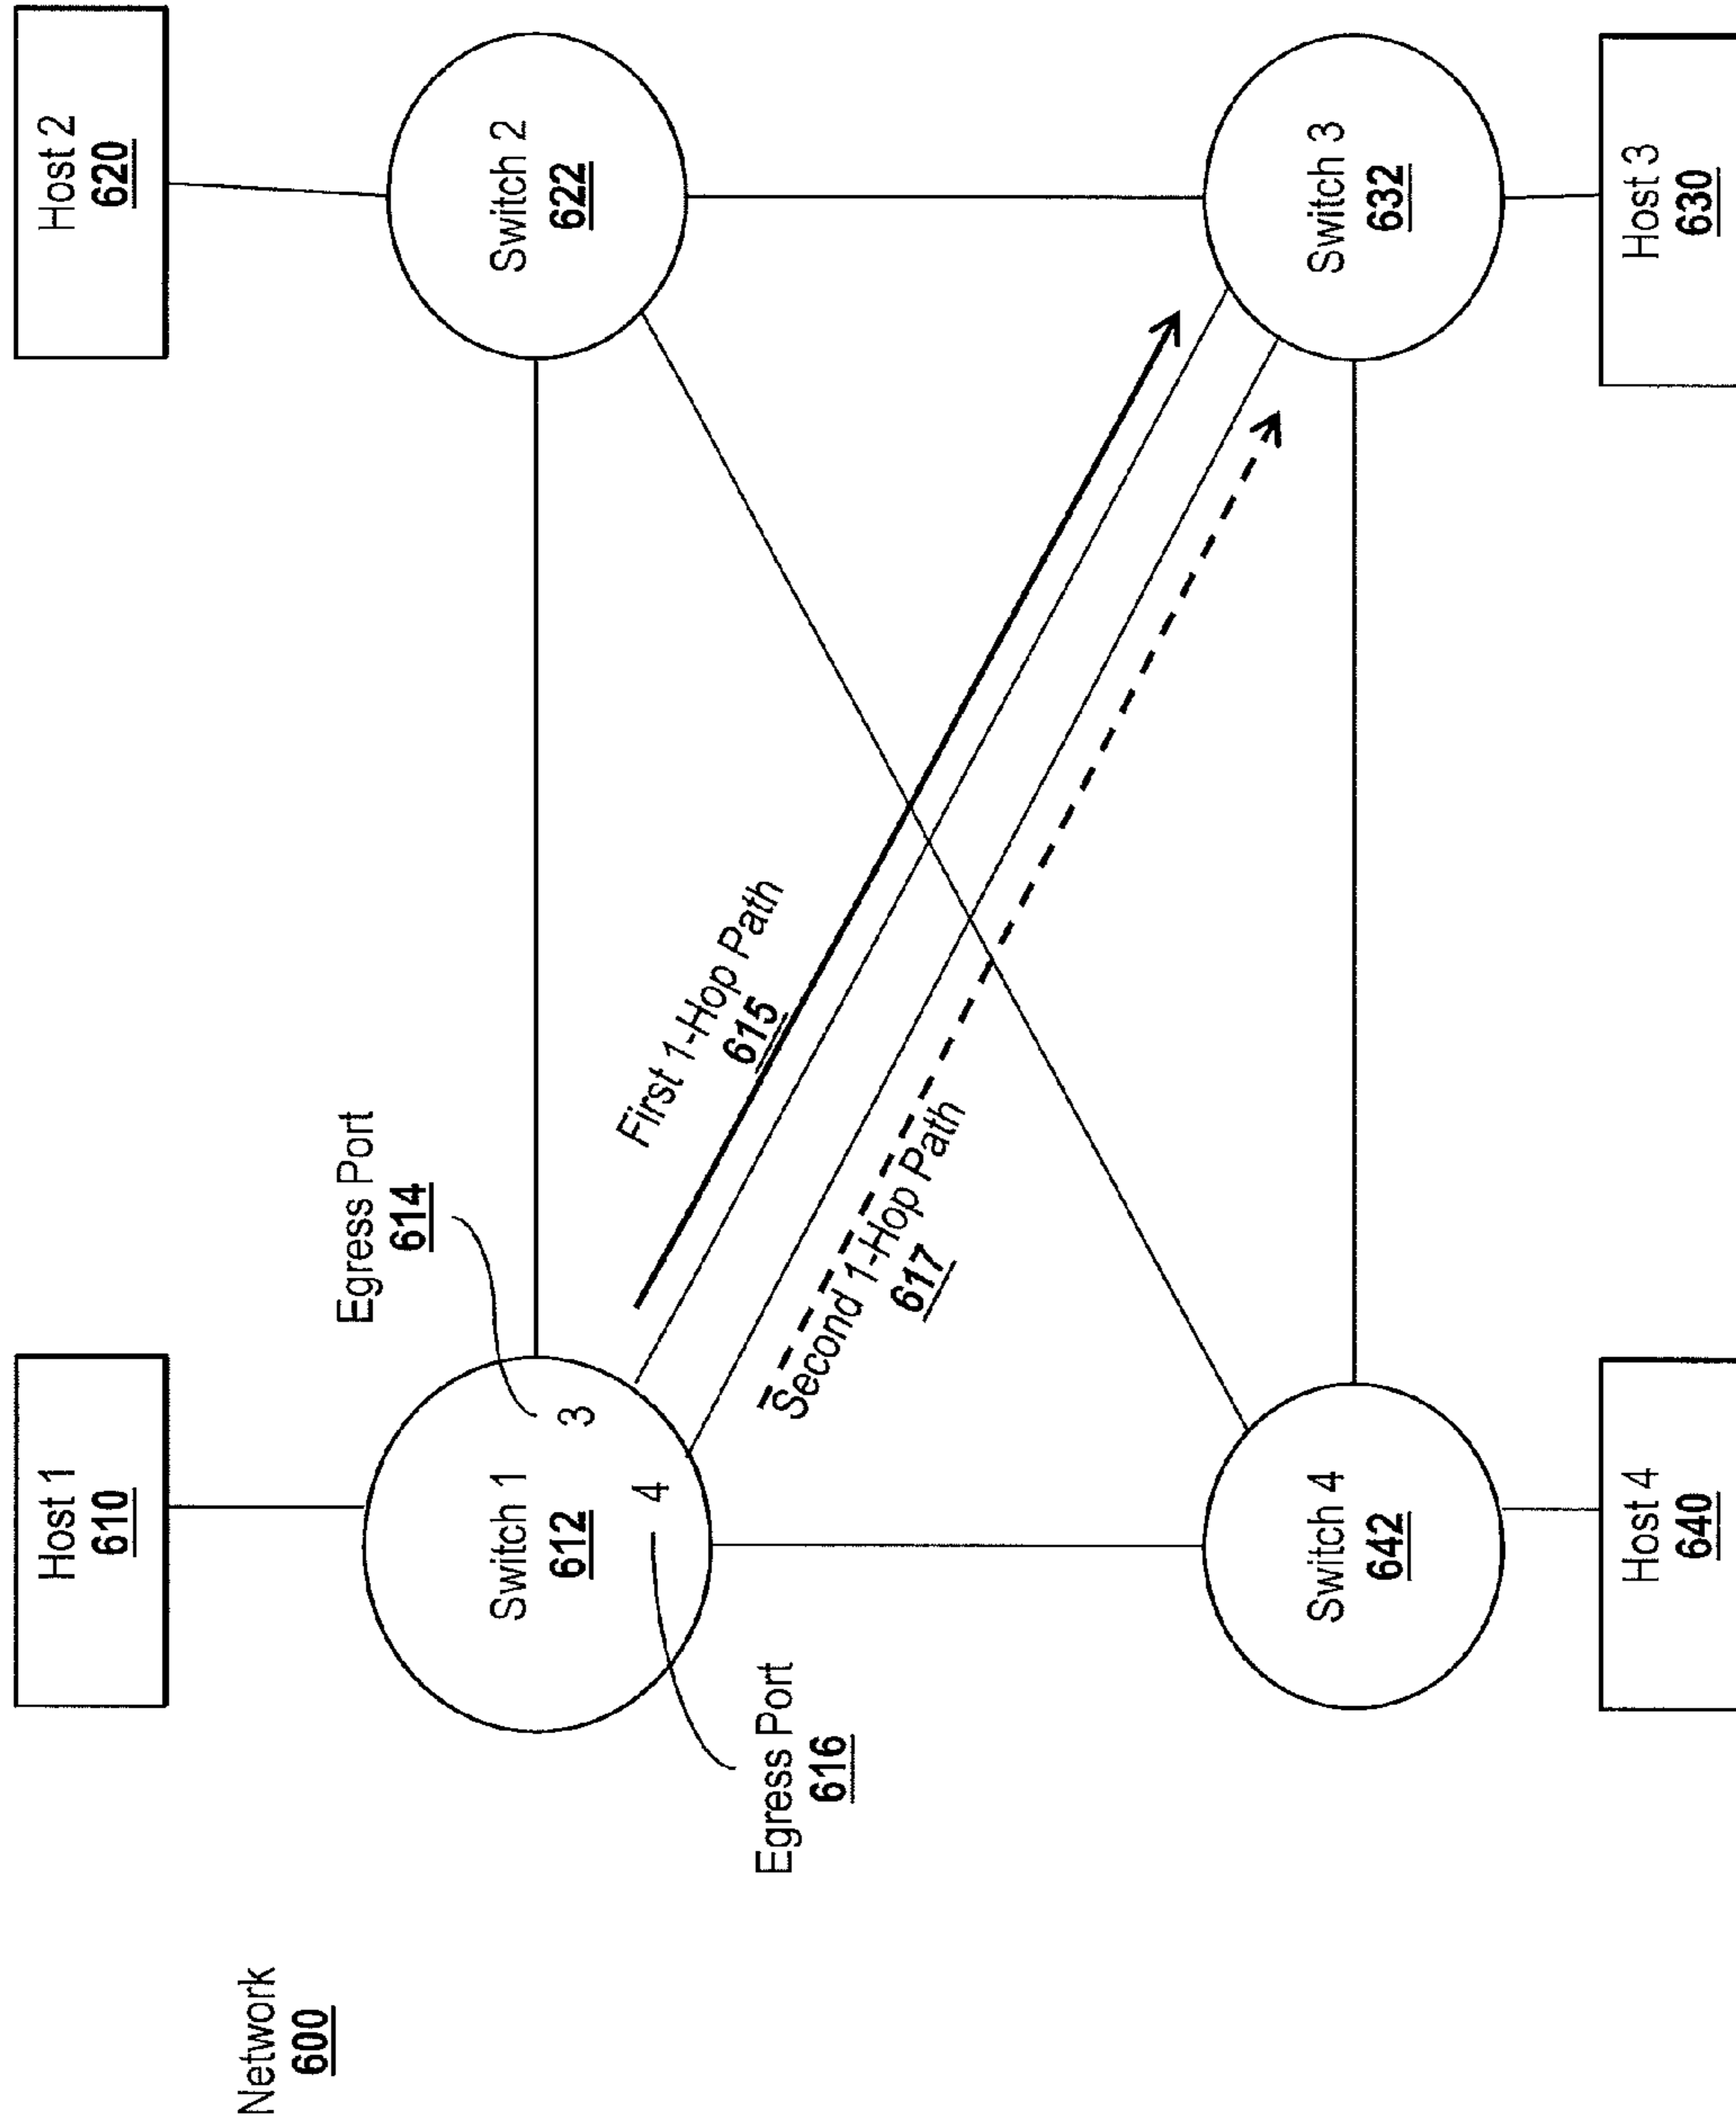 Network
600
Host 1
610
Host 2
620
Egress Port
614
Switch 1
612
3
4
Switch 2
622
First 1-Hop Path
615
Second 1-Hop Path
617
Egress Port
616
Switch 4
642
Switch 3
632
Host 4
640
Host 3
630